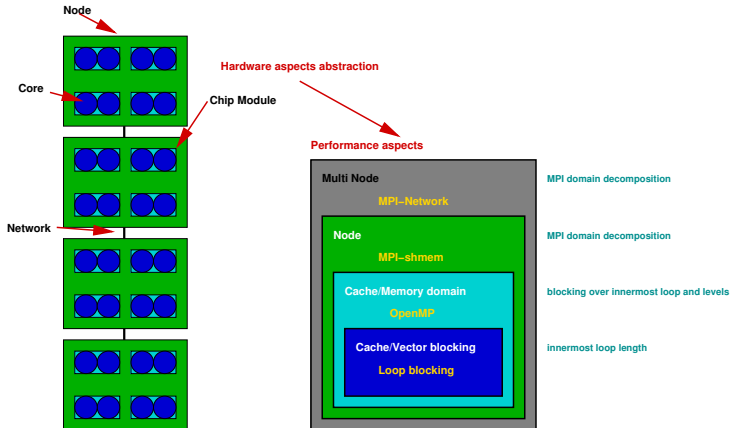 Node
Core
Chip Module
Network
Hardware aspects abstraction
Performance aspects
Multi Node
MPI domain decomposition
MPI−Network
Node
MPI domain decomposition
MPI−shmem
Cache/Memory domain
blocking over innermost loop and levels
OpenMP
Cache/Vector blocking
innermost loop length
Loop blocking